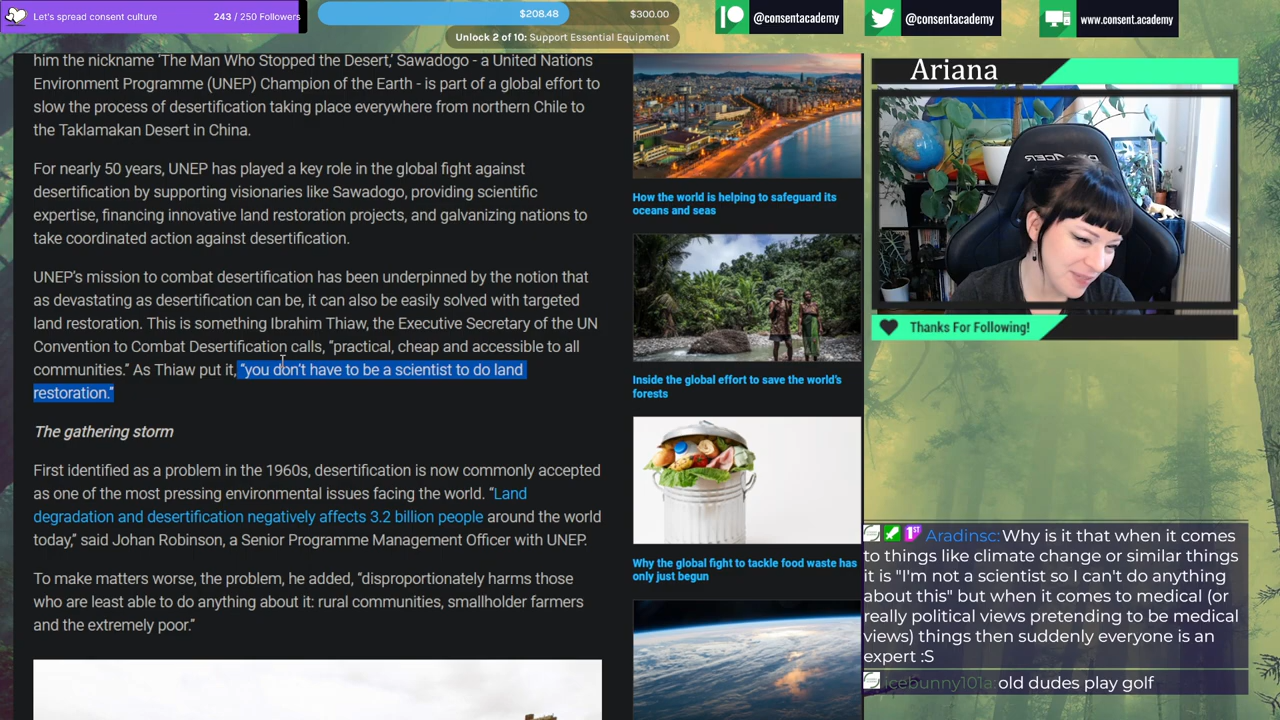 Let's spread consent culture
243 / 250 Followers
$208.48
$300.00
Unlock 2 of 10: Support Essential Equipment
@consentacademy
@consentacademy
www.consent.academy
him the nickname ‘The Man Who Stopped the Desert,’ Sawadogo - a United Nations
Environment Programme (UNEP) Champion of the Earth - is part of a global effort to
slow the process of desertification taking place everywhere from northern Chile to
the Taklamakan Desert in China.
For nearly 50 years, UNEP has played a key role in the global fight against
desertification by supporting visionaries like Sawadogo, providing scientific
expertise, financing innovative land restoration projects, and galvanizing nations to
take coordinated action against desertification.
UNEP’s mission to combat desertification has been underpinned by the notion that
as devastating as desertification can be, it can also be easily solved with targeted
land restoration. This is something Ibrahim Thiaw, the Executive Secretary of the UN
Convention to Combat Desertification calls, “practical, cheap and accessible to all
communities.” As Thiaw put it, “you don’t have to be a scientist to do land
restoration.”
The gathering storm
First identified as a problem in the 1960s, desertification is now commonly accepted
as one of the most pressing environmental issues facing the world. “Land
degradation and desertification negatively affects 3.2 billion people around the world
today,” said Johan Robinson, a Senior Programme Management Officer with UNEP.
To make matters worse, the problem, he added, “disproportionately harms those
who are least able to do anything about it: rural communities, smallholder farmers
and the extremely poor.”
How the world is helping to safeguard its
oceans and seas
Inside the global effort to save the world’s
forests
Why the global fight to tackle food waste has
only just begun
Ariana
Thanks For Following!
Aradinsc: Why is it that when it comes
to things like climate change or similar things
it is "I'm not a scientist so I can't do anything
about this" but when it comes to medical (or
really political views pretending to be medical
views) things then suddenly everyone is an
expert :S
icebunny101a: old dudes play golf